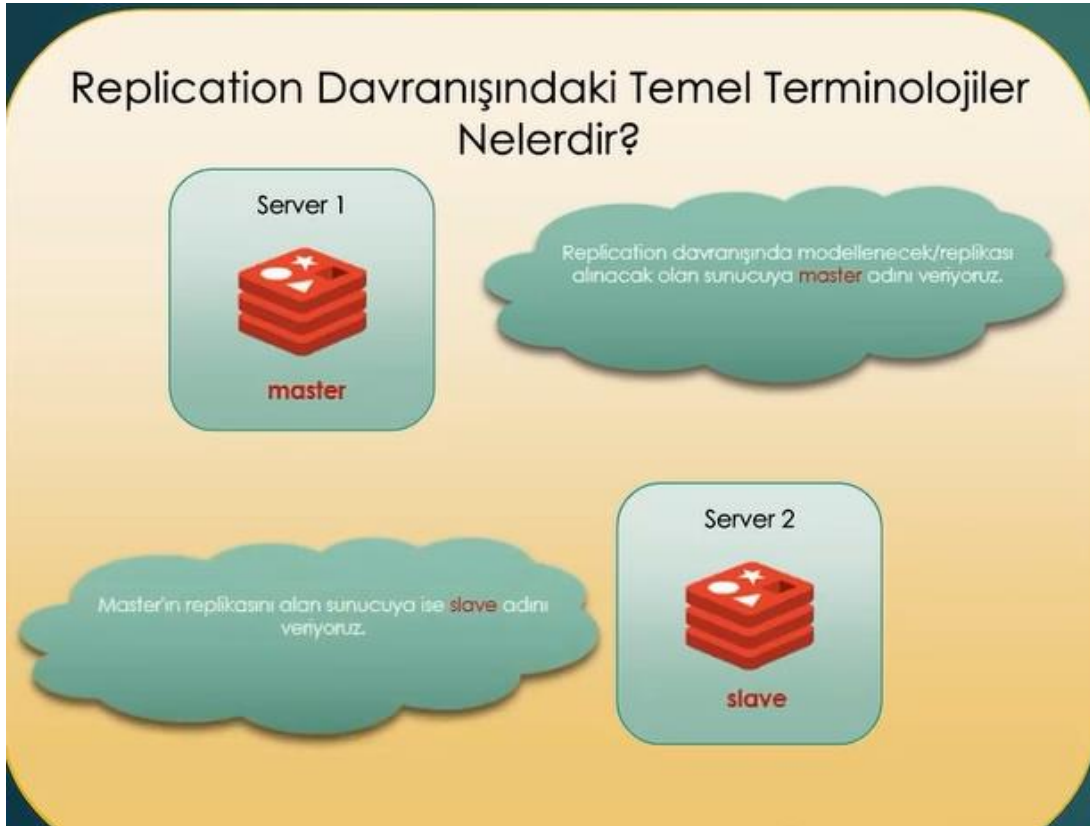 Replication Davranışındaki Temel Terminolojiler
Nelerdir?
Server 1
master
Replication davranışında modellenecek/replikası
alınacak olan sunucuya master adını veriyoruz.
Server 2
slave
Master'ın replikasını alan sunucuya ise slave adını
veriyoruz.